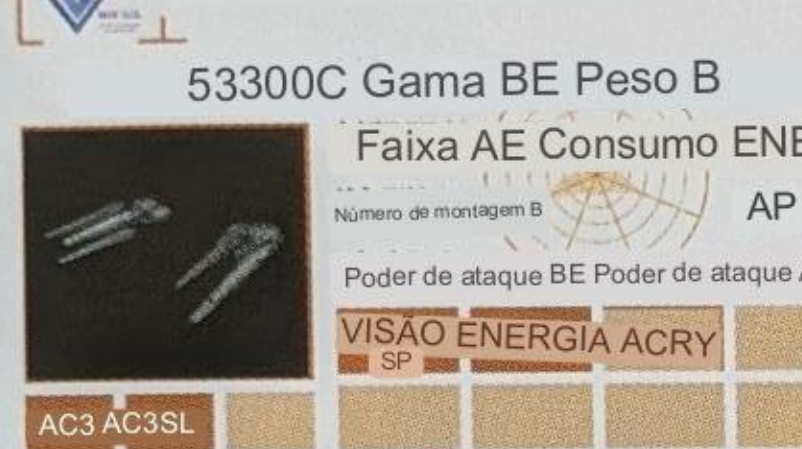 53300C Gama BE Peso B
Faixa AE Consumo ENE
Número de montagem B
AP
Poder de ataque BE Poder de ataque
VISÃO ENERGIA ACRY
SP
AC3 AC3SL